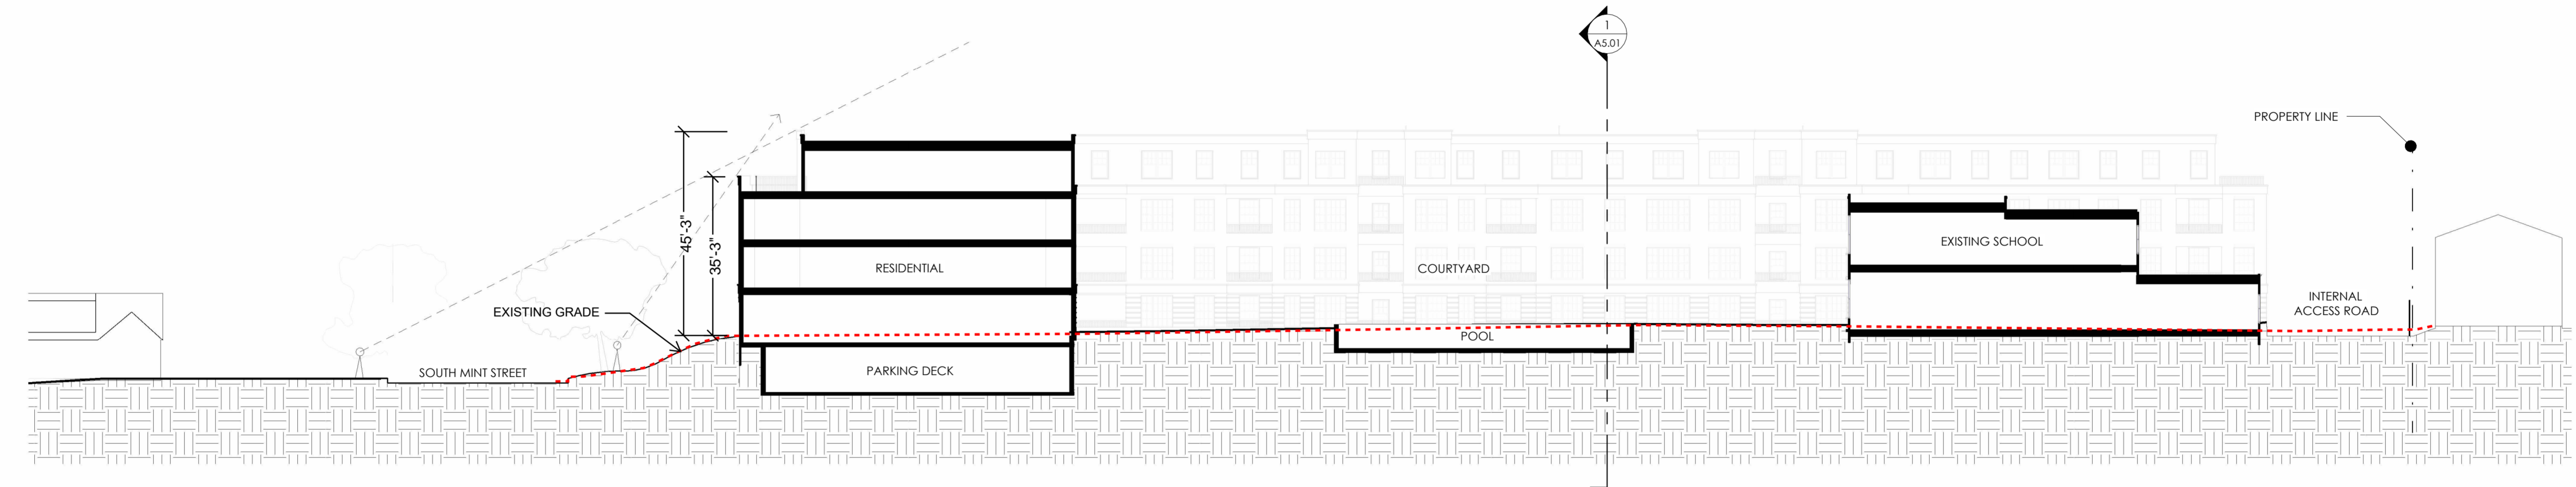 1
A5.01
PROPERTY LINE
45'-3"
35'-3"
EXISTING SCHOOL
RESIDENTIAL
COURTYARD
EXISTING GRADE
INTERNAL
ACCESS ROAD
POOL
SOUTH MINT STREET
PARKING DECK